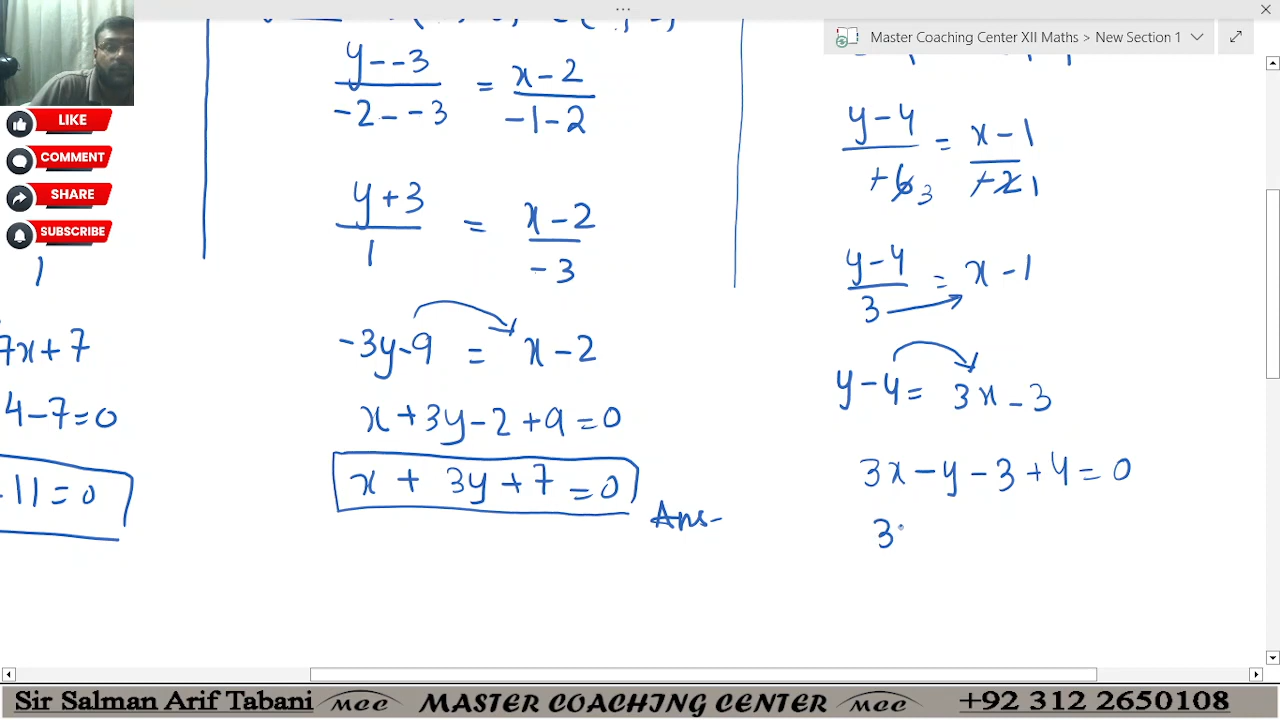 Master Coaching Center XII Maths > New Section 1
LIKE
COMMENT
SHARE
SUBSCRIBE
1
7x+7
4-7=0
-11=0
y--3 / -2--3 = x-2 / -1-2
y+3 / 1 = x-2 / -3
-3y-9 = x-2
x+3y-2+9=0
x + 3y+7=0
Ans-
y-4 / +6 3 = x-1 / +2 1
y-4 / 3 = x-1
y-4= 3x-3
3x-y-3+4=0
3
Sir Salman Arif Tabani mcc MASTER COACHING CENTER mcc +92 312 2650108